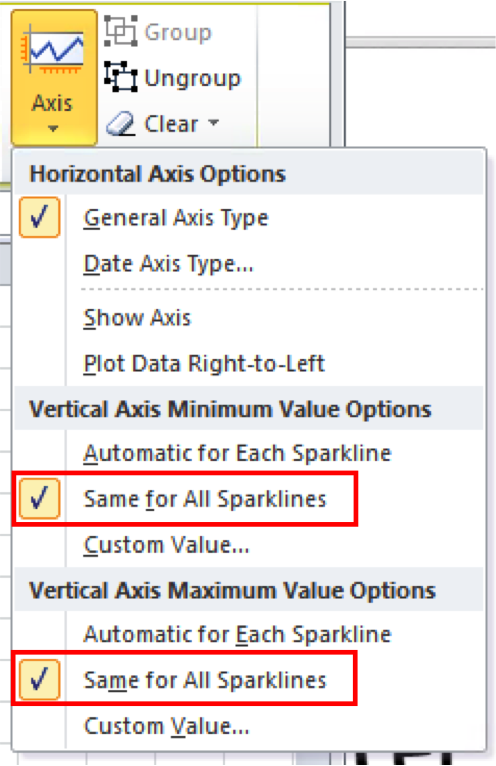 Group
Ungroup
Axis
Clear
Horizontal Axis Options
General Axis Type
Date Axis Type...
Show Axis
Plot Data Right-to-Left
Vertical Axis Minimum Value Options
Automatic for Each Sparkline
Same for All Sparklines
Custom Value...
Vertical Axis Maximum Value Options
Automatic for Each Sparkline
Same for All Sparklines
Custom Value...